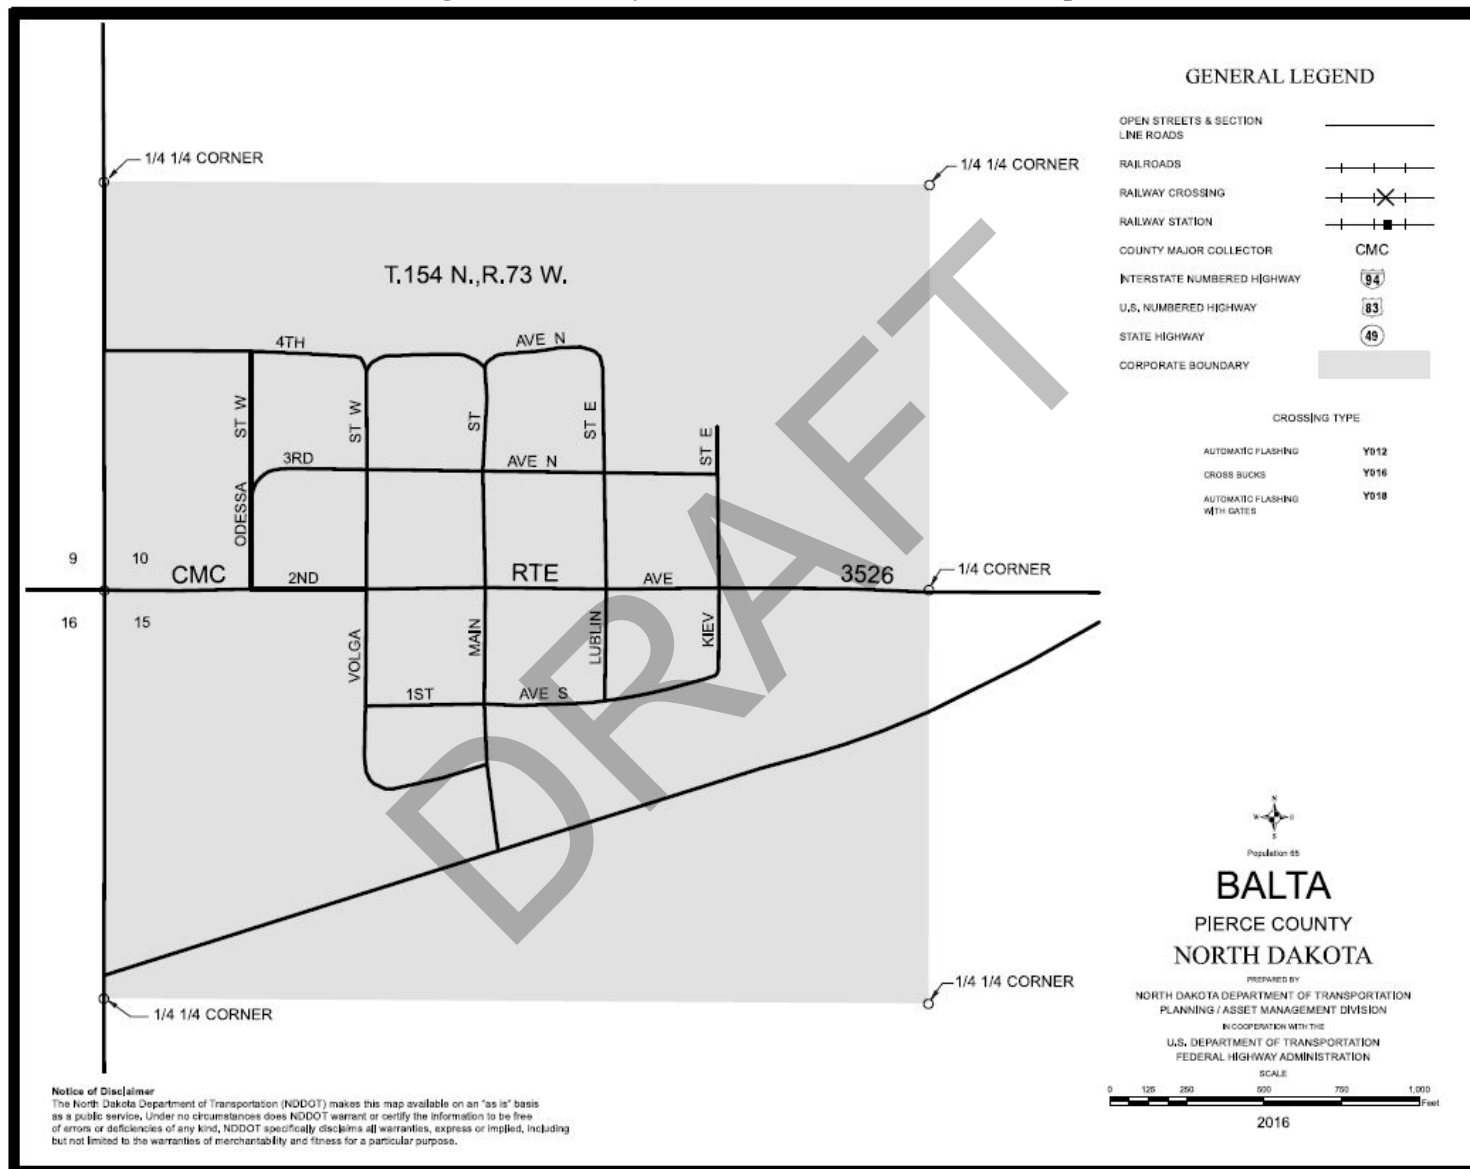 GENERAL LEGEND
OPEN STREETS & SECTION
LINE ROADS
RAILROADS
RAILWAY CROSSING
RAILWAY STATION
COUNTY MAJOR COLLECTOR CMC
INTERSTATE NUMBERED HIGHWAY 94
U.S. NUMBERED HIGHWAY 83
STATE HIGHWAY 49
CORPORATE BOUNDARY
CROSSING TYPE
AUTOMATIC FLASHING Y012
CROSS BUCKS Y016
AUTOMATIC FLASHING Y018
WITH GATES
1/4 1/4 CORNER
1/4 1/4 CORNER
T.154 N.,R.73 W.
4TH AVE N
ODESSA ST W
VOLGA ST W
MAIN ST
LUBLIN ST E
KIEV ST E
3RD AVE N
9 10
CMC RTE 3526
2ND AVE
1/4 CORNER
16 15
1ST AVE S
DRAFT
1/4 1/4 CORNER
1/4 1/4 CORNER
N
W
S
Population 65
BALTA
PIERCE COUNTY
NORTH DAKOTA
PREPARED BY
NORTH DAKOTA DEPARTMENT OF TRANSPORTATION
PLANNING / ASSET MANAGEMENT DIVISION
IN COOPERATION WITH THE
U.S. DEPARTMENT OF TRANSPORTATION
FEDERAL HIGHWAY ADMINISTRATION
SCALE
0 125 250 500 750 1,000
Feet
2016
Notice of Disclaimer
The North Dakota Department of Transportation (NDDOT) makes this map available on an "as is" basis
as a public service. Under no circumstances does NDDOT warrant or certify the information to be free
of errors or deficiencies of any kind. NDDOT specifically disclaims all warranties, express or implied, including
but not limited to the warranties of merchantability and fitness for a particular purpose.